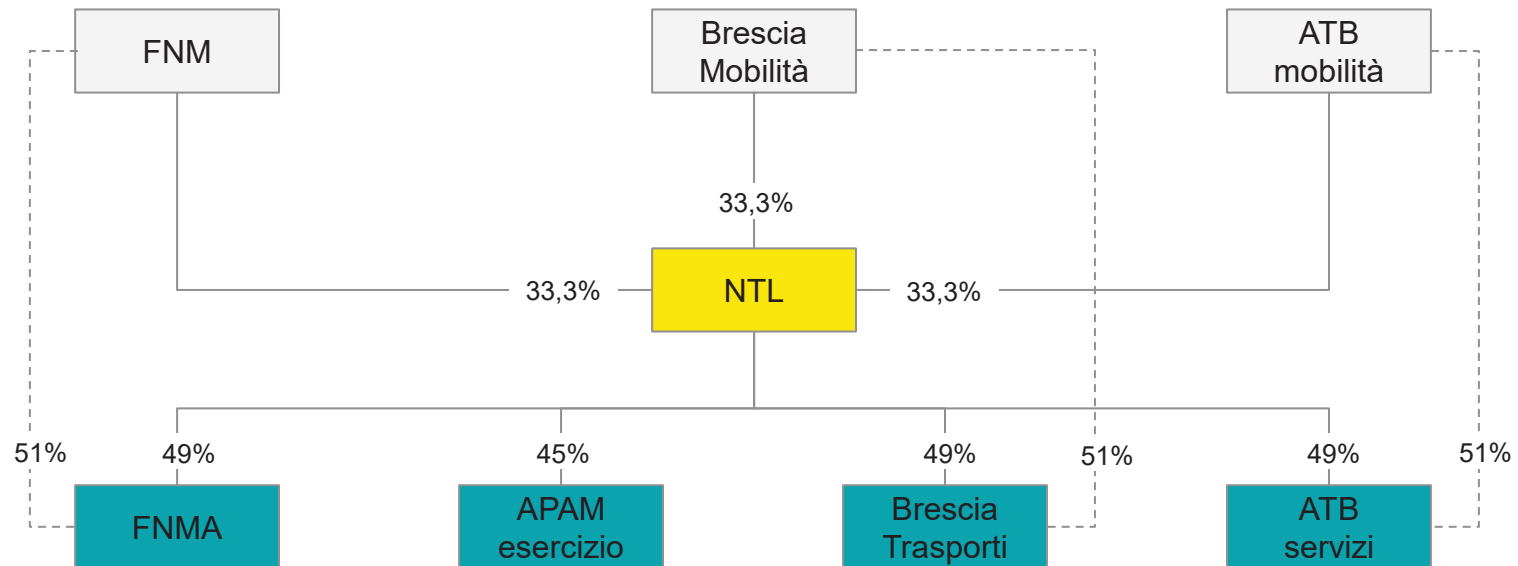 FNM
Brescia
Mobilità
ATB
mobilità
33,3%
33,3%
NTL
33,3%
51%
49%
45%
49%
51%
49%
51%
FNMA
APAM
esercizio
Brescia
Trasporti
ATB
servizi